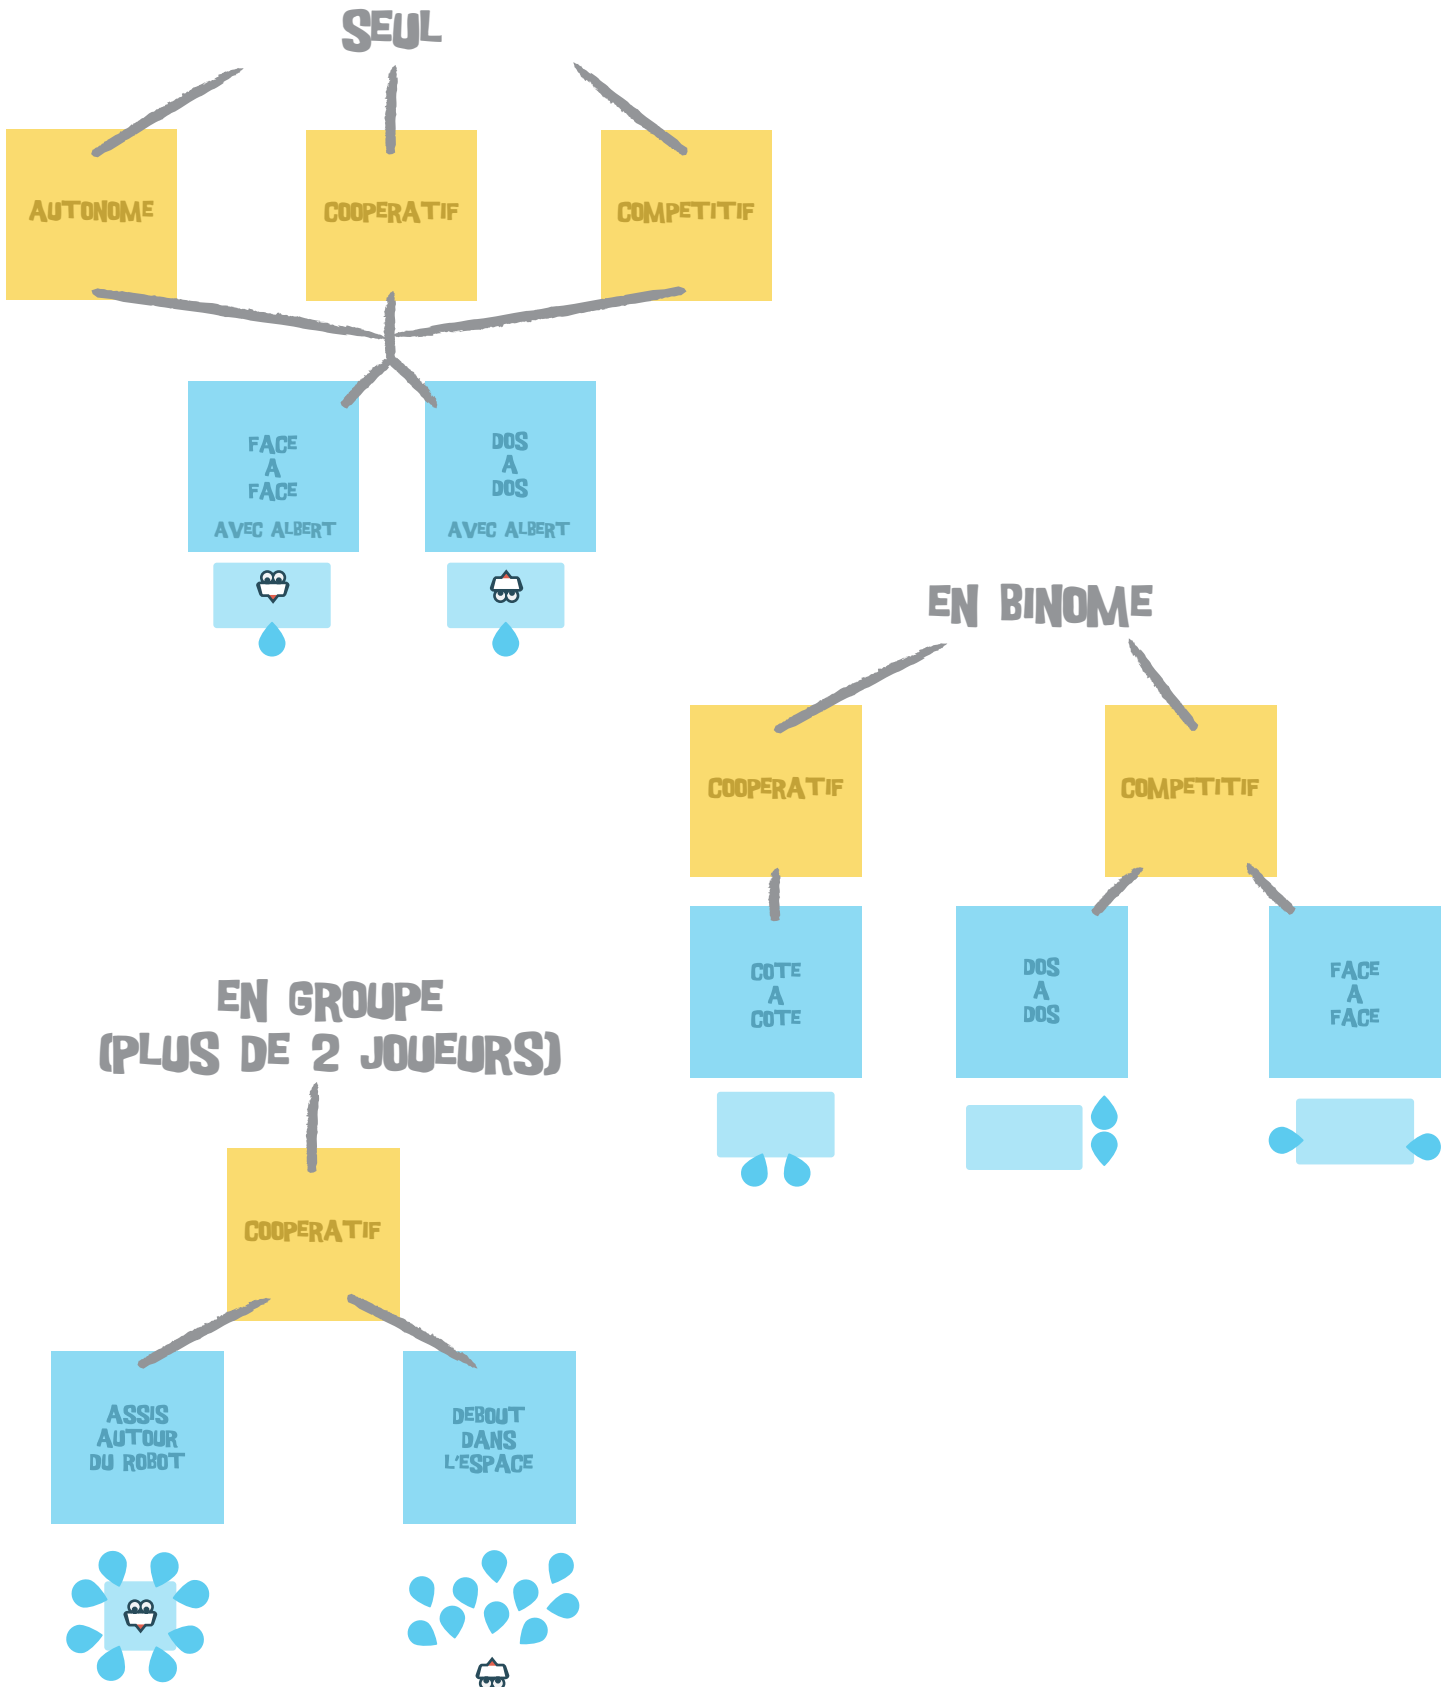 SEUL
AUTONOME
COOPERATIF
COMPETITIF
FACE
A
FACE
AVEC ALBERT
DOS
A
DOS
AVEC ALBERT
EN BINOME
COOPERATIF
COMPETITIF
COTE
A
COTE
DOS
A
DOS
FACE
A
FACE
EN GROUPE
(PLUS DE 2 JOUEURS)
COOPERATIF
ASSIS
AUTOUR
DU ROBOT
DEBOUT
DANS
L'ESPACE